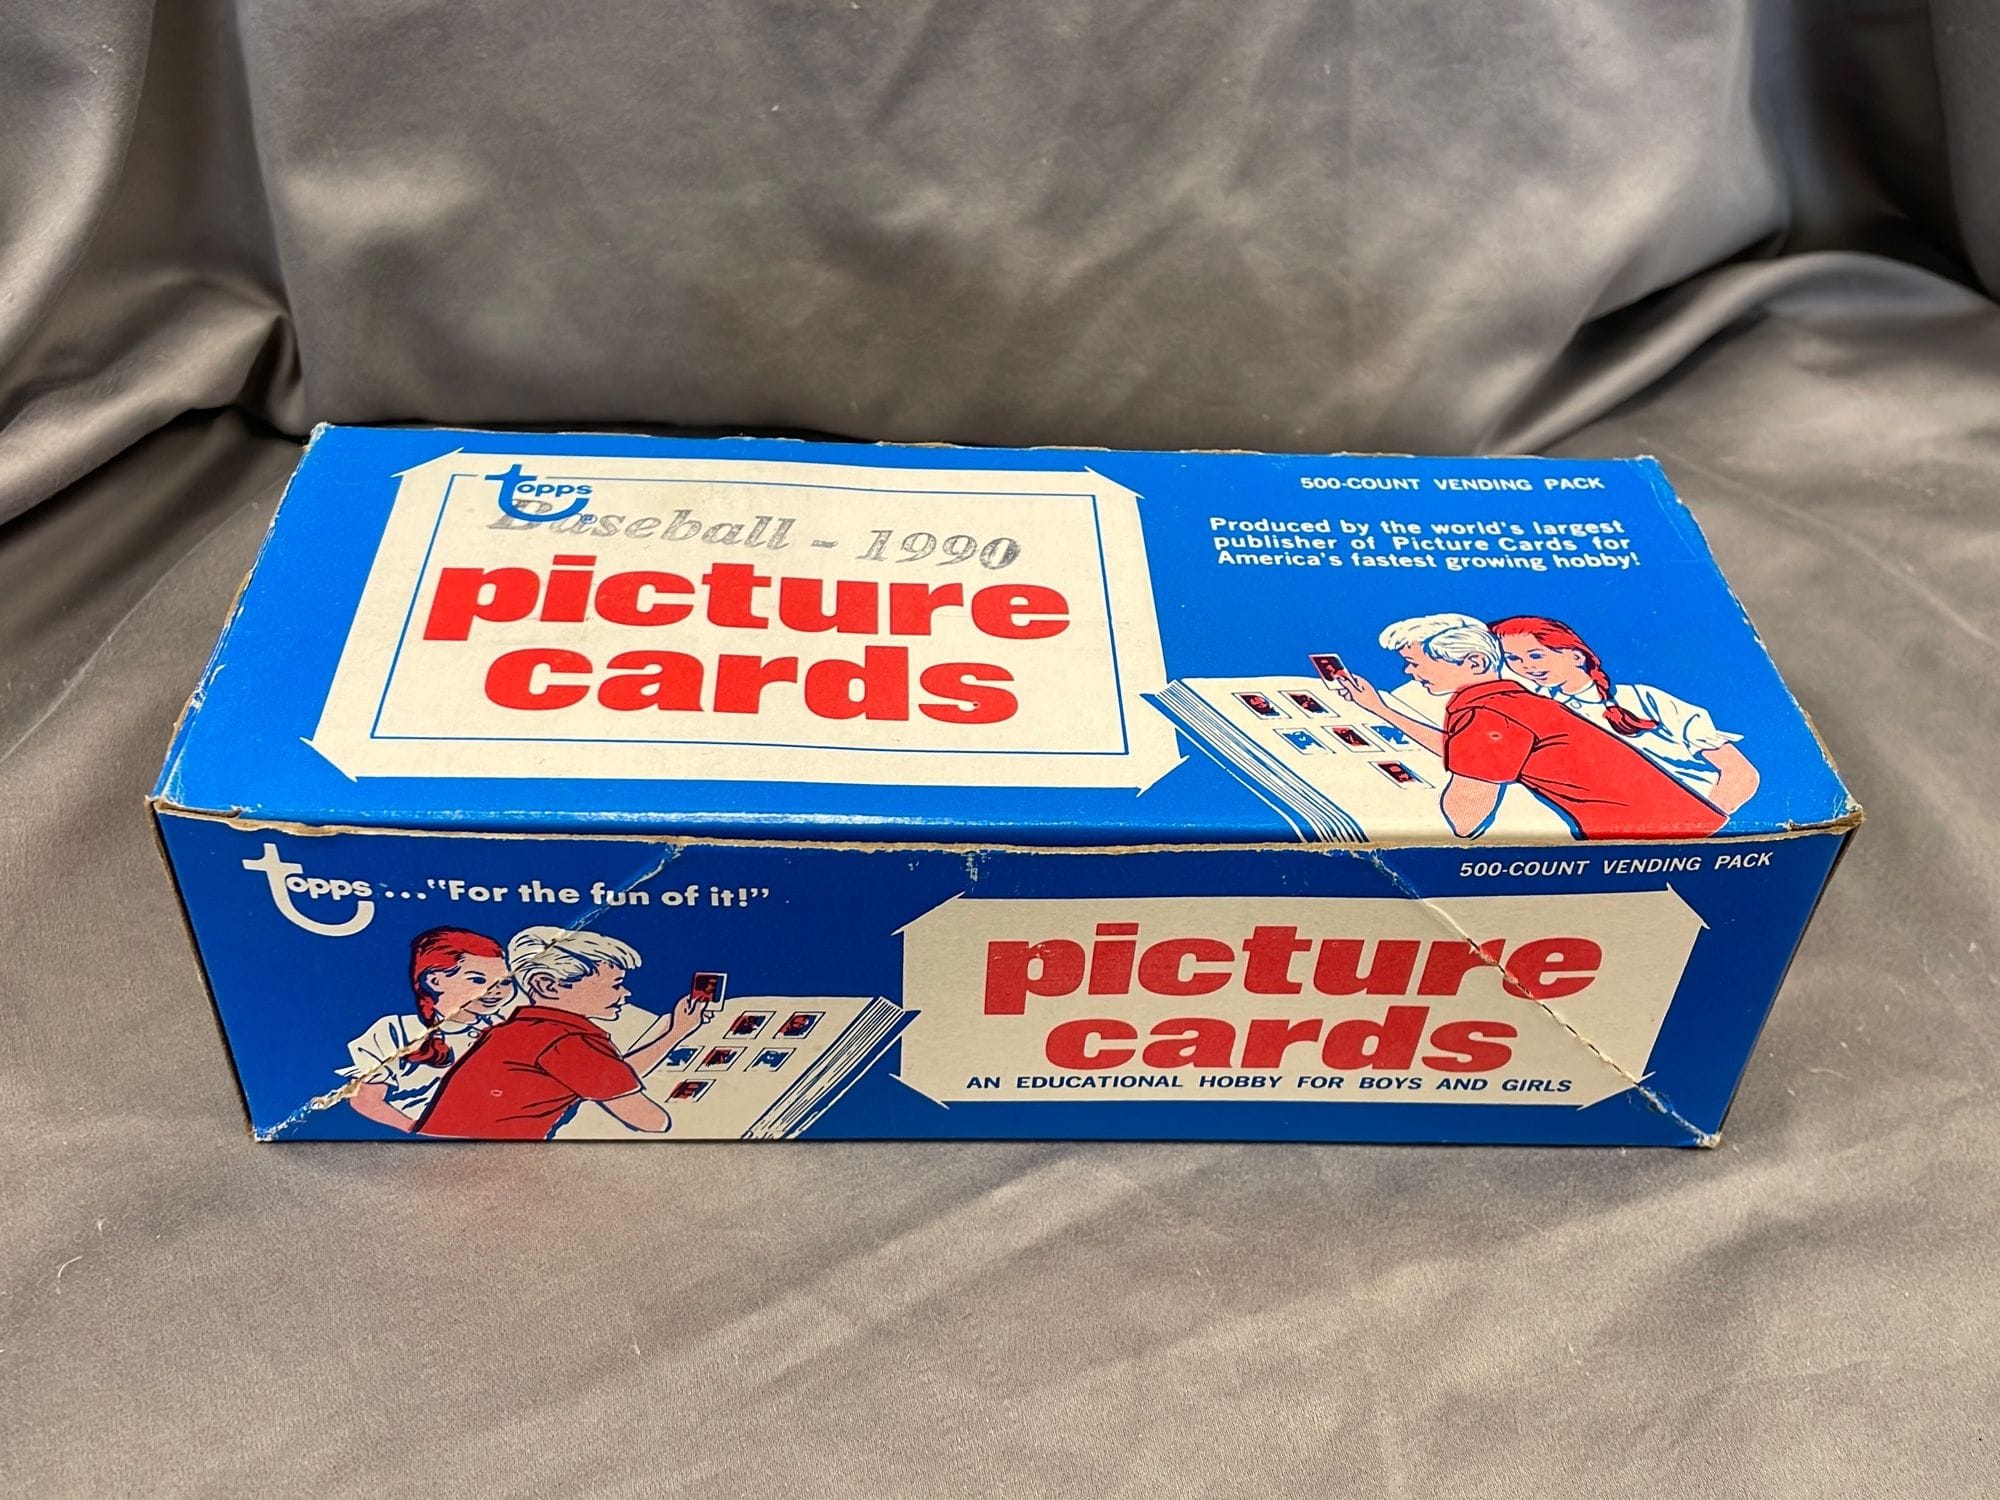 topps
Baseball - 1990
picture
cards
500-COUNT VENDING PACK
Produced by the world's largest
publisher of Picture Cards for
America's fastest growing hobby!
topps ... "For the fun of it!"
500-COUNT VENDING PACK
picture
cards
AN EDUCATIONAL HOBBY FOR BOYS AND GIRLS